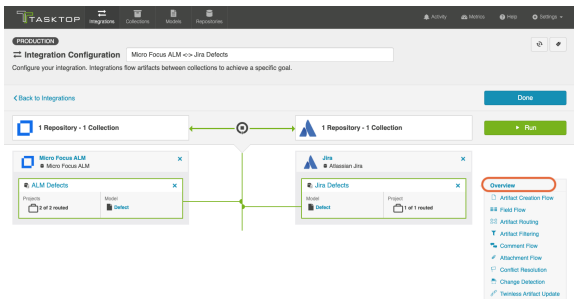 TASKTOP
Integrations
Collections
Models
Repositories
Activity
Metrics
Help
Settings
PRODUCTION
Integration Configuration
Micro Focus ALM <-> Jira Defects
Configure your integration. Integrations flow artifacts between collections to achieve a specific goal.
Back to Integrations
Done
1 Repository - 1 Collection
1 Repository - 1 Collection
Run
Micro Focus ALM
Micro Focus ALM
Jira
Atlassian Jira
ALM Defects
Projects
Model
2 of 2 routed
Defect
Jira Defects
Model
Project
Defect
1 of 1 routed
Overview
Artifact Creation Flow
Field Flow
Artifact Routing
Artifact Filtering
Comment Flow
Attachment Flow
Conflict Resolution
Change Detection
Twinless Artifact Update